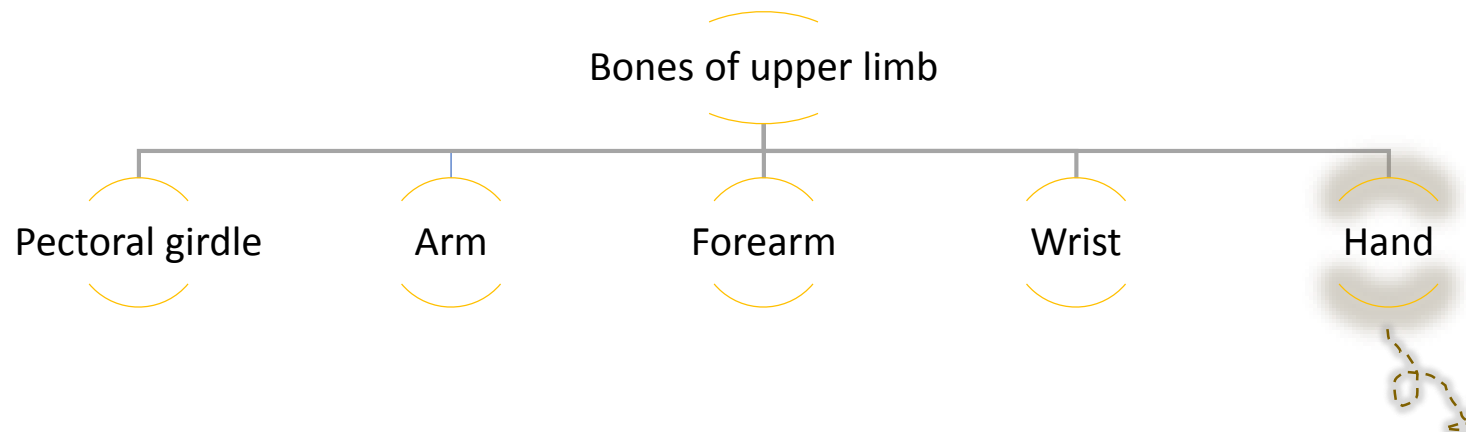 Bones of upper limb
Pectoral girdle
Arm
Forearm
Wrist
Hand